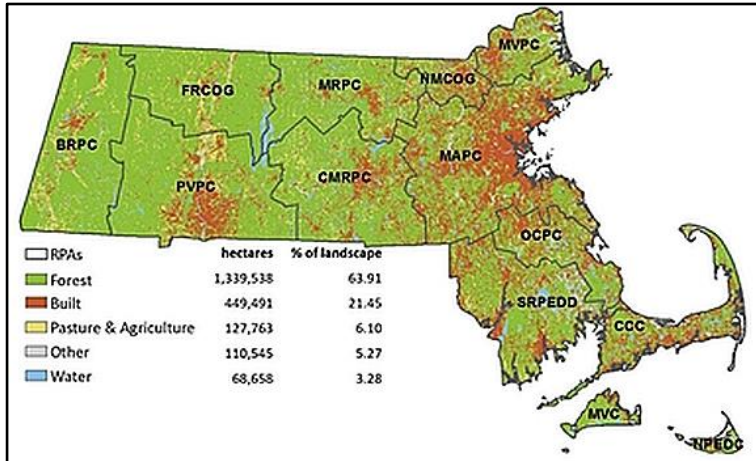 MVPC
NMCOG
FRCOG
MRPC
BRPC
MAPC
CMRPC
PVPC
OCPC
RPAs hectares % of landscape
Forest 1,339,538 63.91
Built 449,491 21.45
Pasture & Agriculture 127,763 6.10
Other 110,545 5.27
Water 68,658 3.28
SRPEDD
CCC
MVC
NPEDC